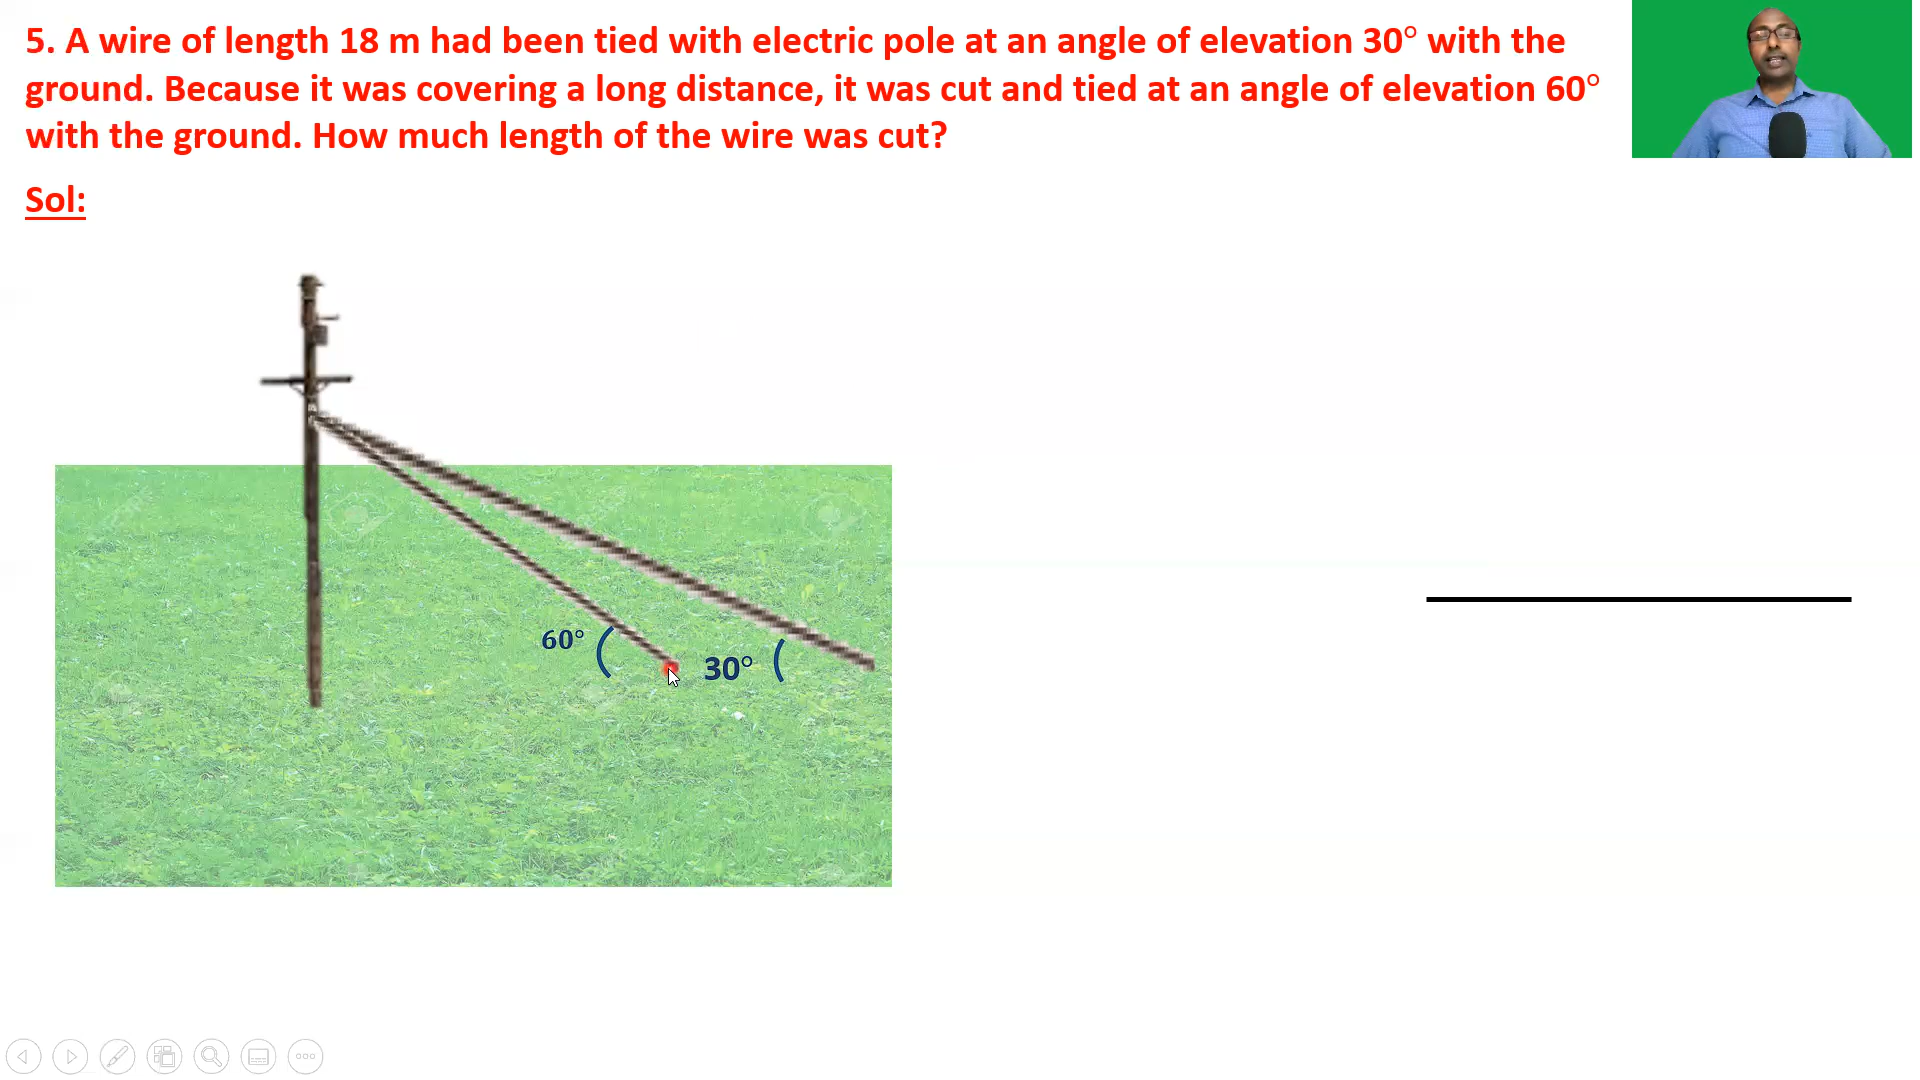 5. A wire of length 18 m had been tied with electric pole at an angle of elevation 30° with the
ground. Because it was covering a long distance, it was cut and tied at an angle of elevation 60°
with the ground. How much length of the wire was cut?
Sol:
60°
30°